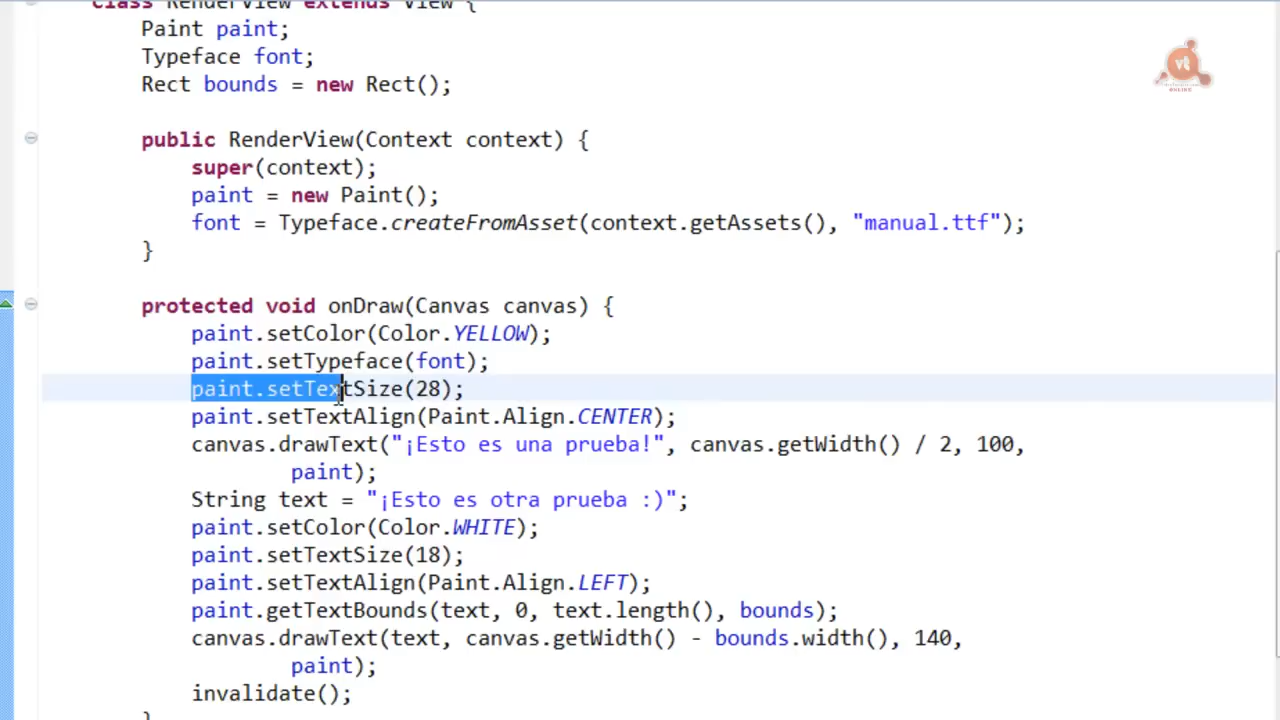 class RenderView extends View {
Paint paint;
Typeface font;
Rect bounds = new Rect();
public RenderView(Context context) {
super(context);
paint = new Paint();
font = Typeface.createFromAsset(context.getAssets(), "manual.ttf");
}
protected void onDraw(Canvas canvas) {
paint.setColor(Color.YELLOW);
paint.setTypeface(font);
paint.setTextSize(28);
paint.setTextAlign(Paint.Align.CENTER);
canvas.drawText("¡Esto es una prueba!", canvas.getWidth() / 2, 100,
paint);
String text = "¡Esto es otra prueba :)";
paint.setColor(Color.WHITE);
paint.setTextSize(18);
paint.setTextAlign(Paint.Align.LEFT);
paint.getTextBounds(text, 0, text.length(), bounds);
canvas.drawText(text, canvas.getWidth() - bounds.width(), 140,
paint);
invalidate();
}
vt
ONLINE